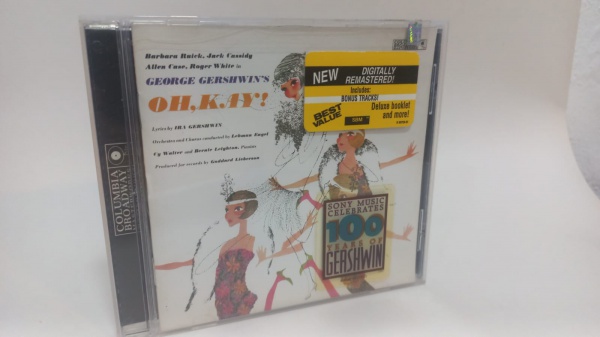 Barbara Ruick, Jack Cassidy
Allen Case, Roger White in
GEORGE GERSHWIN'S
OH, KAY!
Lyrics by IRA GERSHWIN
Orchestra and Chorus conducted by Lehman Engel
Cy Walter and Bernie Leighton, Pianists
Produced for records by Goddard Lieberson
NEW
DIGITALLY
REMASTERED!
Includes:
BONUS TRACKS!
Deluxe booklet
and more!
BEST
VALUE
SONY MUSIC
CELEBRATES
100
YEARS OF
GERSHWIN
COLUMBIA
BROADWAY